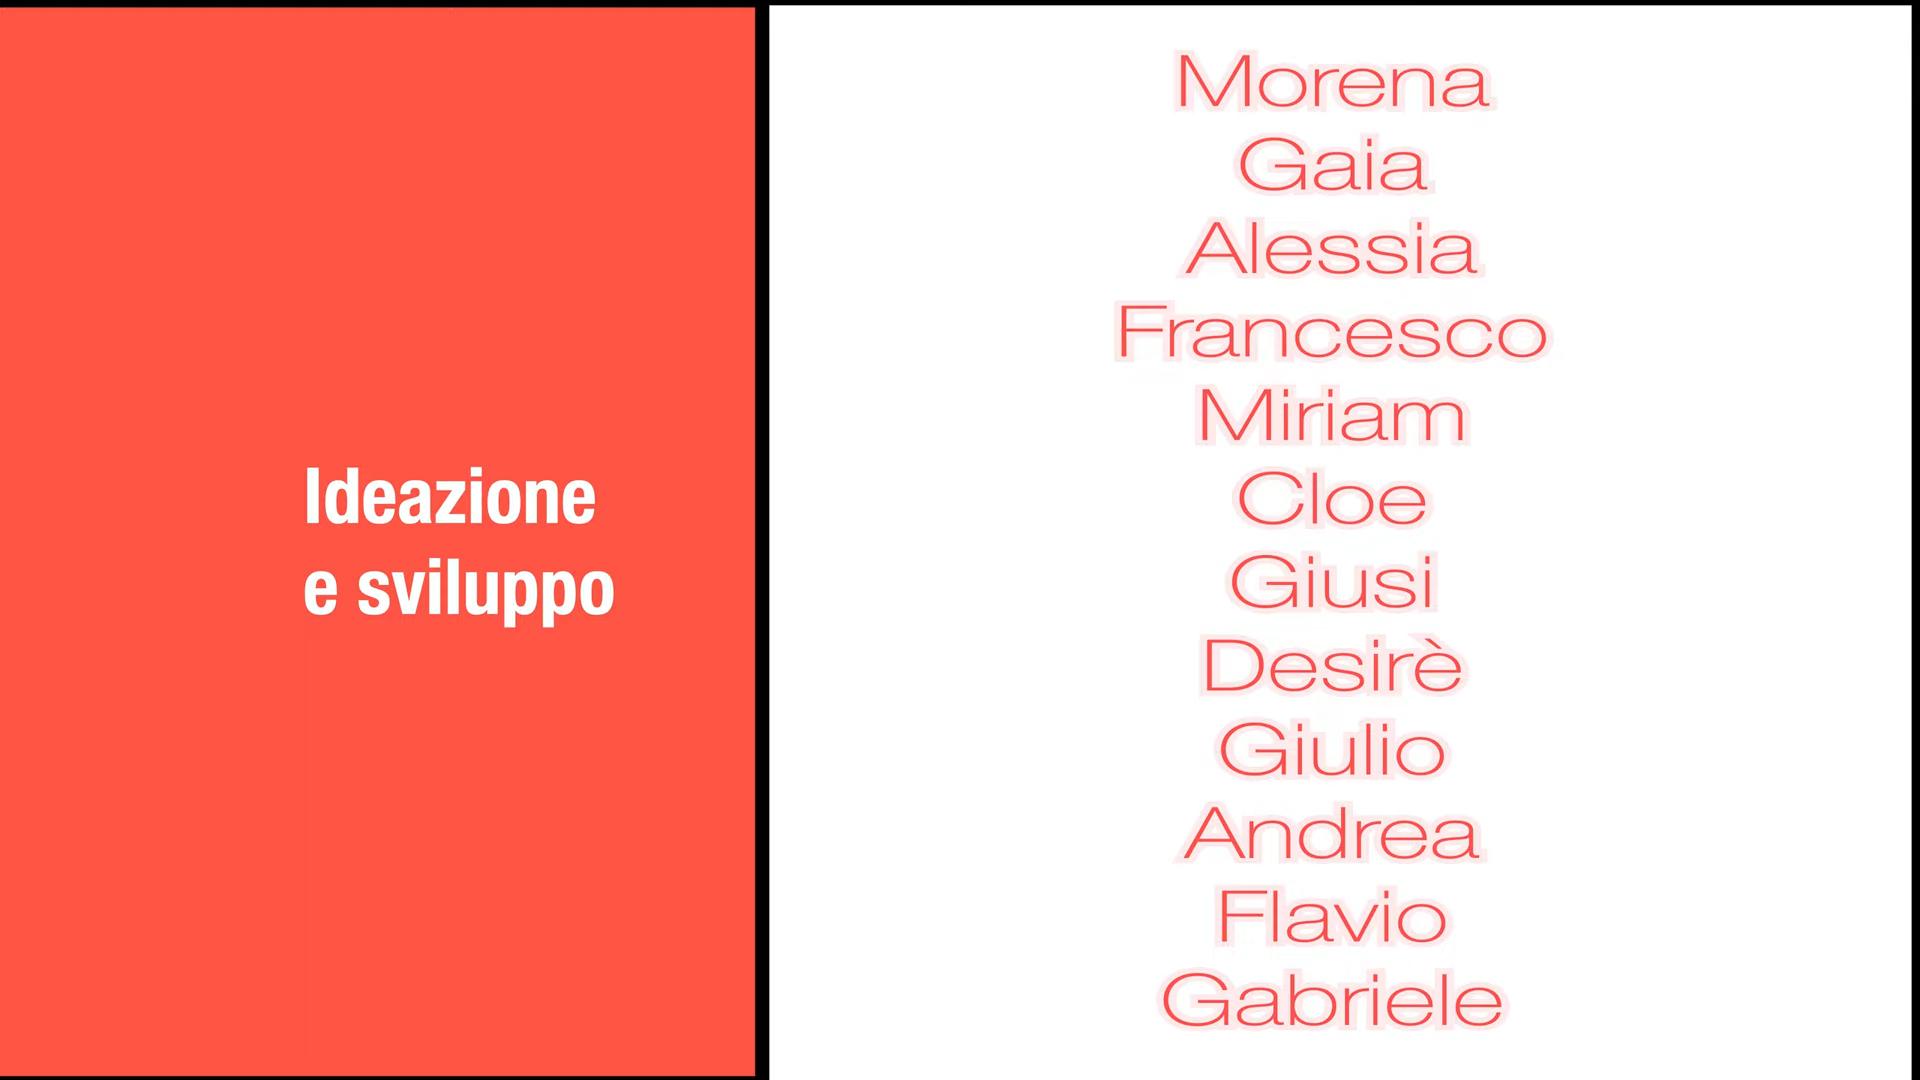 Ideazione
e sviluppo
Morena
Gaia
Alessia
Francesco
Miriam
Cloe
Giusi
Desirè
Giulio
Andrea
Flavio
Gabriele